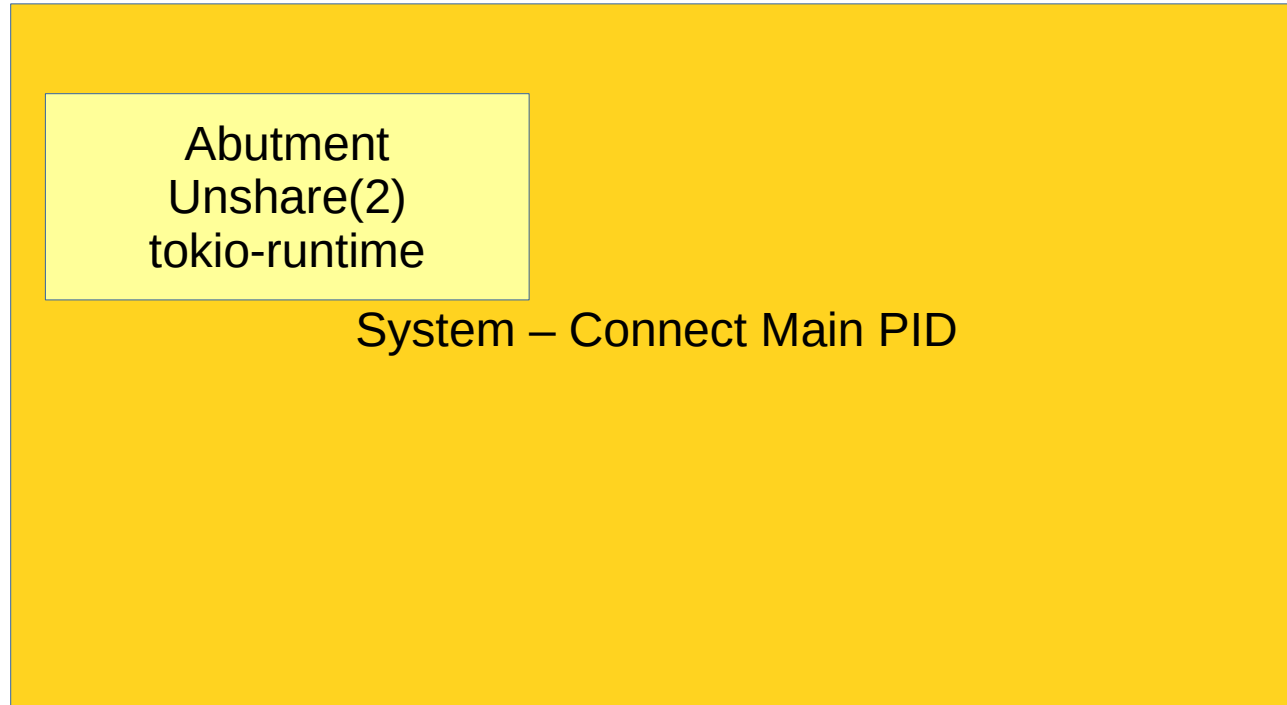 Abutment
Unshare(2)
tokio-runtime
System – Connect Main PID